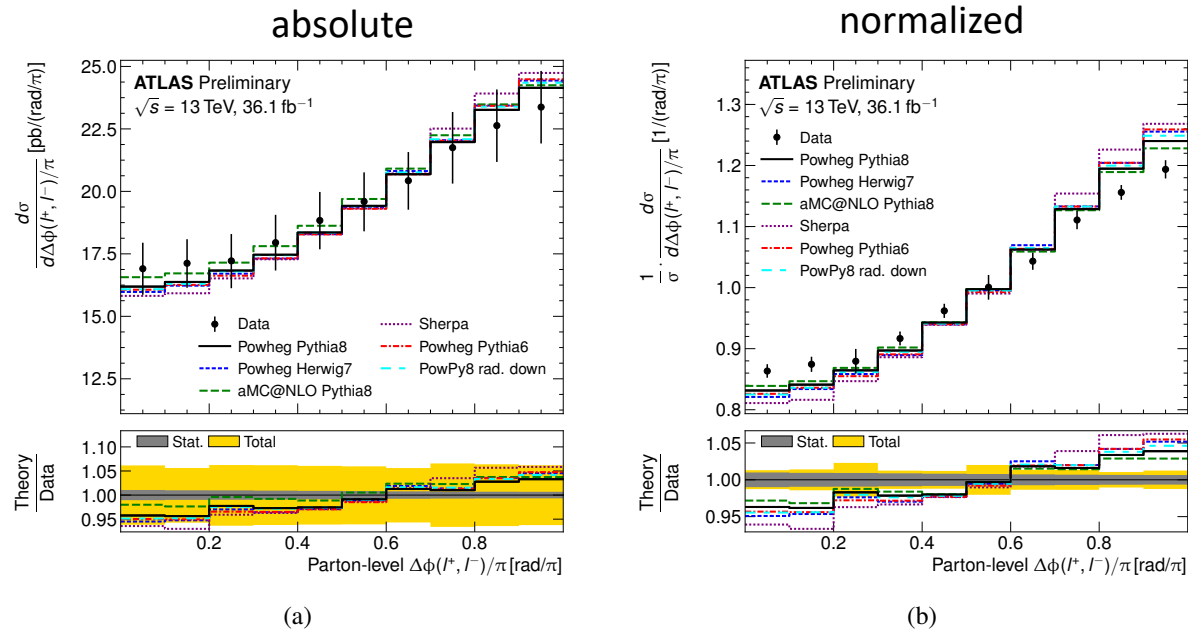 absolute
ATLAS Preliminary
√s = 13 TeV, 36.1 fb⁻¹
dσ / dΔϕ(l⁺, l⁻)/π [pb/(rad/π)]
25.0
22.5
20.0
17.5
15.0
12.5
Data
Powheg Pythia8
Powheg Herwig7
aMC@NLO Pythia8
Sherpa
Powheg Pythia6
PowPy8 rad. down
Theory
Data
1.10
1.05
1.00
0.95
Stat.
Total
0.2 0.4 0.6 0.8
Parton-level Δϕ(l⁺, l⁻)/π [rad/π]
(a)
normalized
ATLAS Preliminary
√s = 13 TeV, 36.1 fb⁻¹
1/σ · dσ / dΔϕ(l⁺, l⁻)/π [1/(rad/π)]
1.3
1.2
1.1
1.0
0.9
0.8
Data
Powheg Pythia8
Powheg Herwig7
aMC@NLO Pythia8
Sherpa
Powheg Pythia6
PowPy8 rad. down
Theory
Data
1.05
1.00
0.95
Stat.
Total
0.2 0.4 0.6 0.8
Parton-level Δϕ(l⁺, l⁻)/π [rad/π]
(b)